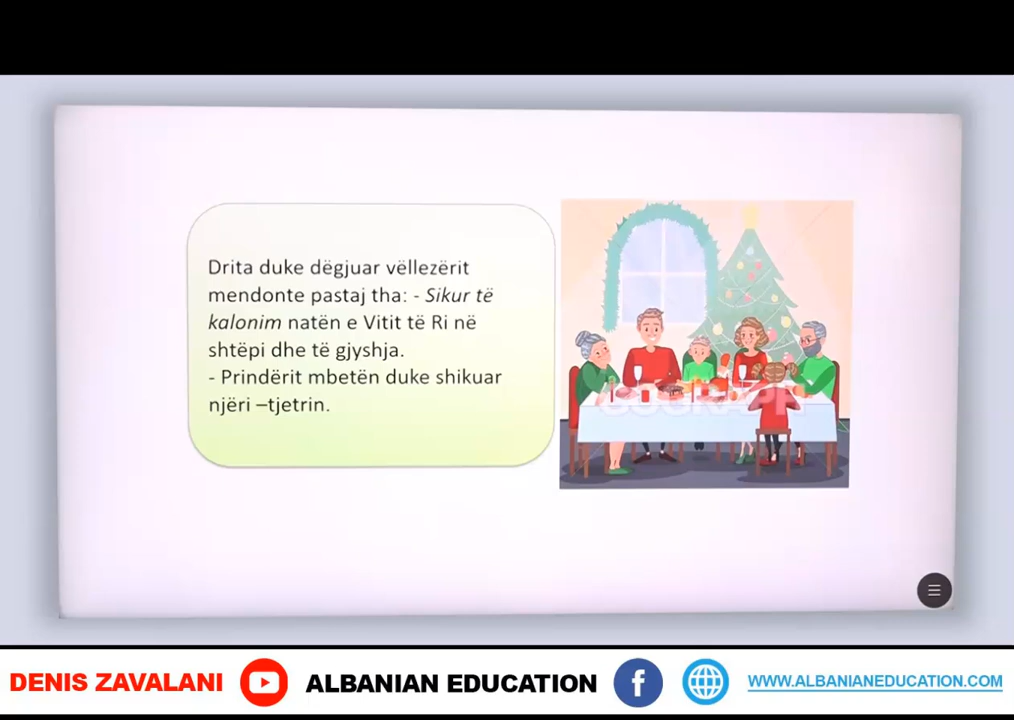 Drita duke dëgjuar vëllezërit
mendonte pastaj tha: - Sikur të
kalonim natën e Vitit të Ri në
shtëpi dhe të gjyshja.
- Prindërit mbetën duke shikuar
njëri –tjetrin.
DENIS ZAVALANI
ALBANIAN EDUCATION
WWW.ALBANIANEDUCATION.COM